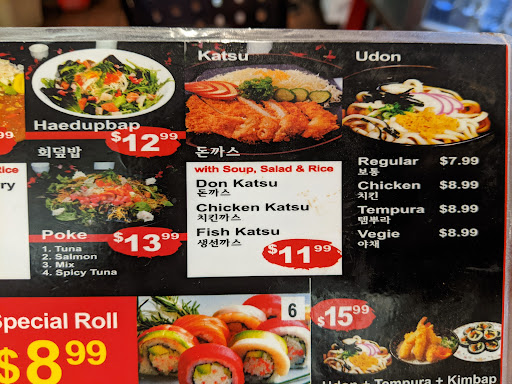 99
Rice
ry
Haedupbap
$12.99
회덮밥
Poke
$13.99
1. Tuna
2. Salmon
3. Mix
4. Spicy Tuna
Katsu
돈까스
with Soup, Salad & Rice
Don Katsu
돈까스
Chicken Katsu
치킨까스
Fish Katsu
생선까스
$11.99
Udon
Regular $7.99
보통
Chicken $8.99
치킨
Tempura $8.99
템뿌라
Vegie $8.99
야채
Special Roll
$8.99
6
$15.99
Udon + Tempura + Kimbap